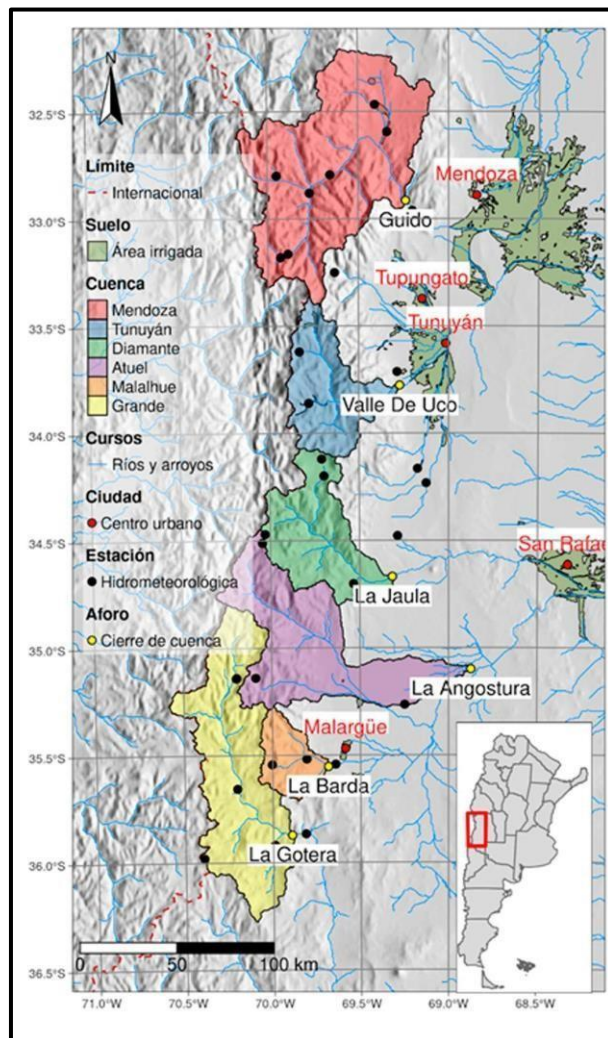 N
32.5°S
33.0°S
33.5°S
34.0°S
34.5°S
35.0°S
35.5°S
36.0°S
36.5°S
Límite
Internacional
Suelo
Área irrigada
Cuenca
Mendoza
Tunuyán
Diamante
Atuel
Malalhue
Grande
Cursos
Ríos y arroyos
Ciudad
Centro urbano
Estación
Hidrometeorológica
Aforo
Cierre de cuenca
Mendoza
Guido
Tupungato
Tunuyán
Valle De Uco
San Rafae
La Jaula
La Angostura
Malargüe
La Barda
La Gotera
0 50 100 km
71.0°W 70.5°W 70.0°W 69.5°W 69.0°W 68.5°W